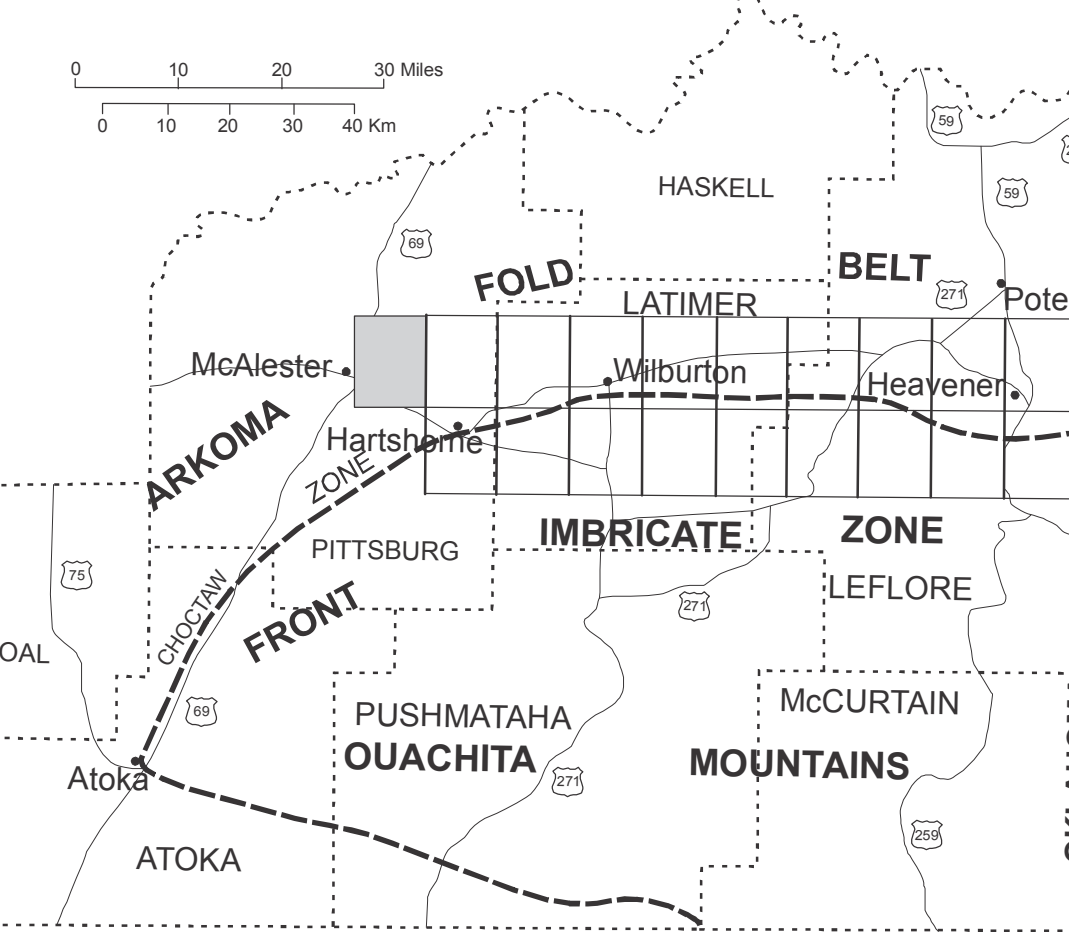 0 10 20 30 Miles
0 10 20 30 40 Km
59
HASKELL
59
69
FOLD
BELT
271
LATIMER
Pote
McAlester
Wilburton
Heavener
ARKOMA
Hartshorne
ZONE
IMBRICATE
ZONE
PITTSBURG
75
CHOCTAW
FRONT
LEFLORE
271
OAL
69
PUSHMATAHA
McCURTAIN
OUACHITA
MOUNTAINS
Atoka
271
259
ATOKA